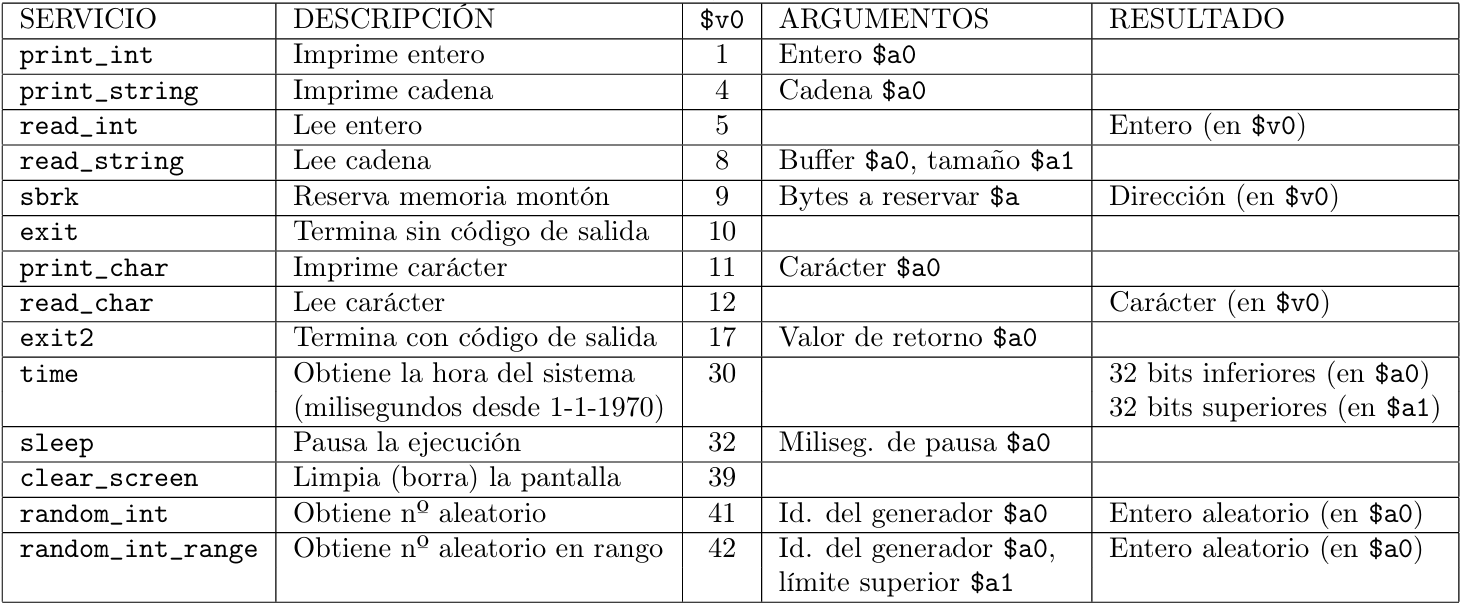 SERVICIO DESCRIPCIÓN $v0 ARGUMENTOS RESULTADO
print_int Imprime entero 1 Entero $a0
print_string Imprime cadena 4 Cadena $a0
read_int Lee entero 5 Entero (en $v0)
read_string Lee cadena 8 Buffer $a0, tamaño $a1
sbrk Reserva memoria montón 9 Bytes a reservar $a Dirección (en $v0)
exit Termina sin código de salida 10
print_char Imprime carácter 11 Carácter $a0
read_char Lee carácter 12 Carácter (en $v0)
exit2 Termina con código de salida 17 Valor de retorno $a0
time Obtiene la hora del sistema 30 32 bits inferiores (en $a0)
(milisegundos desde 1-1-1970) 32 bits superiores (en $a1)
sleep Pausa la ejecución 32 Miliseg. de pausa $a0
clear_screen Limpia (borra) la pantalla 39
random_int Obtiene nº aleatorio 41 Id. del generador $a0 Entero aleatorio (en $a0)
random_int_range Obtiene nº aleatorio en rango 42 Id. del generador $a0, Entero aleatorio (en $a0)
límite superior $a1